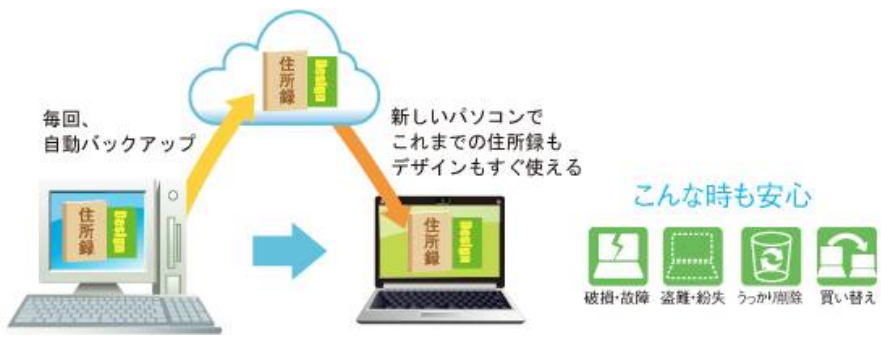 住所録
Design
毎回、
自動バックアップ
新しいパソコンで
これまでの住所録も
デザインもすぐ使える
住所録
Design
住所録
Design
こんな時も安心
破損・故障
盗難・紛失
うっかり削除
買い替え